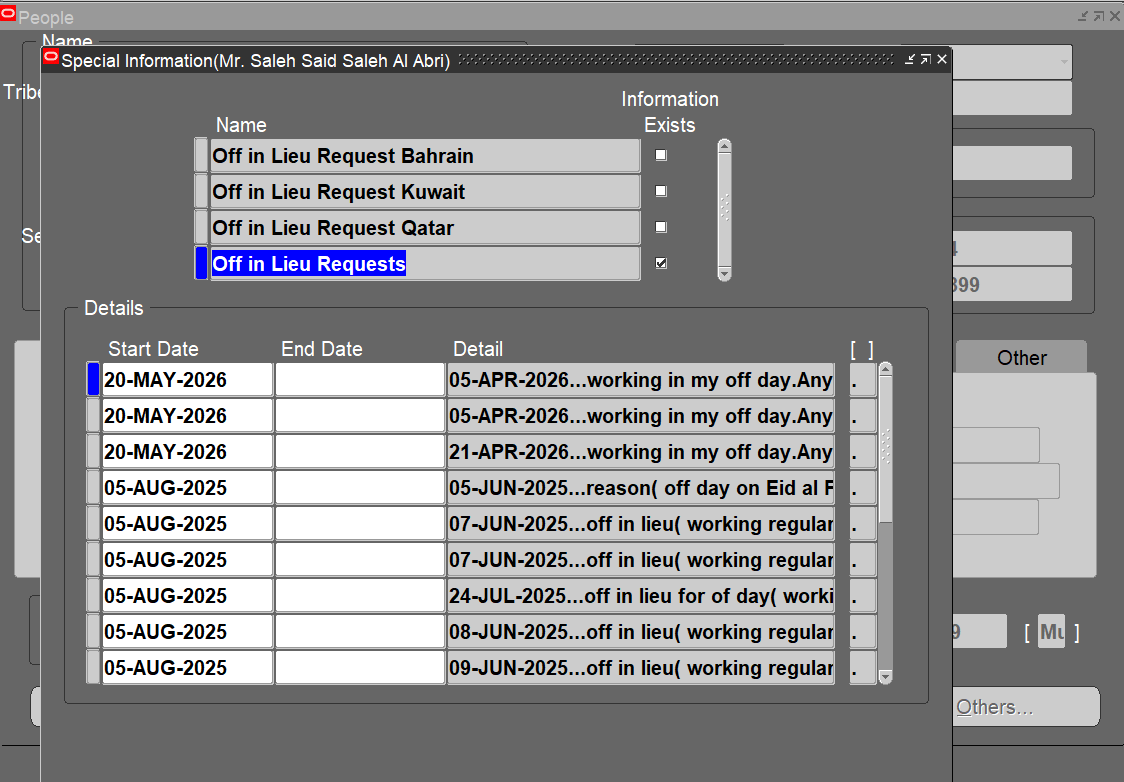 People
Name
Special Information(Mr. Saleh Said Saleh Al Abri)
Tribe
Information
Name Exists
Off in Lieu Request Bahrain
Off in Lieu Request Kuwait
Off in Lieu Request Qatar
Off in Lieu Requests
Se
4
399
Details
Start Date End Date Detail [ ]
Other
20-MAY-2026 05-APR-2026...working in my off day.Any .
20-MAY-2026 05-APR-2026...working in my off day.Any .
20-MAY-2026 21-APR-2026...working in my off day.Any .
05-AUG-2025 05-JUN-2025...reason( off day on Eid al F .
05-AUG-2025 07-JUN-2025...off in lieu( working regular .
05-AUG-2025 07-JUN-2025...off in lieu( working regular .
05-AUG-2025 24-JUL-2025...off in lieu for of day( worki .
05-AUG-2025 08-JUN-2025...off in lieu( working regular .
9 [ Mu ]
05-AUG-2025 09-JUN-2025...off in lieu( working regular .
Others...